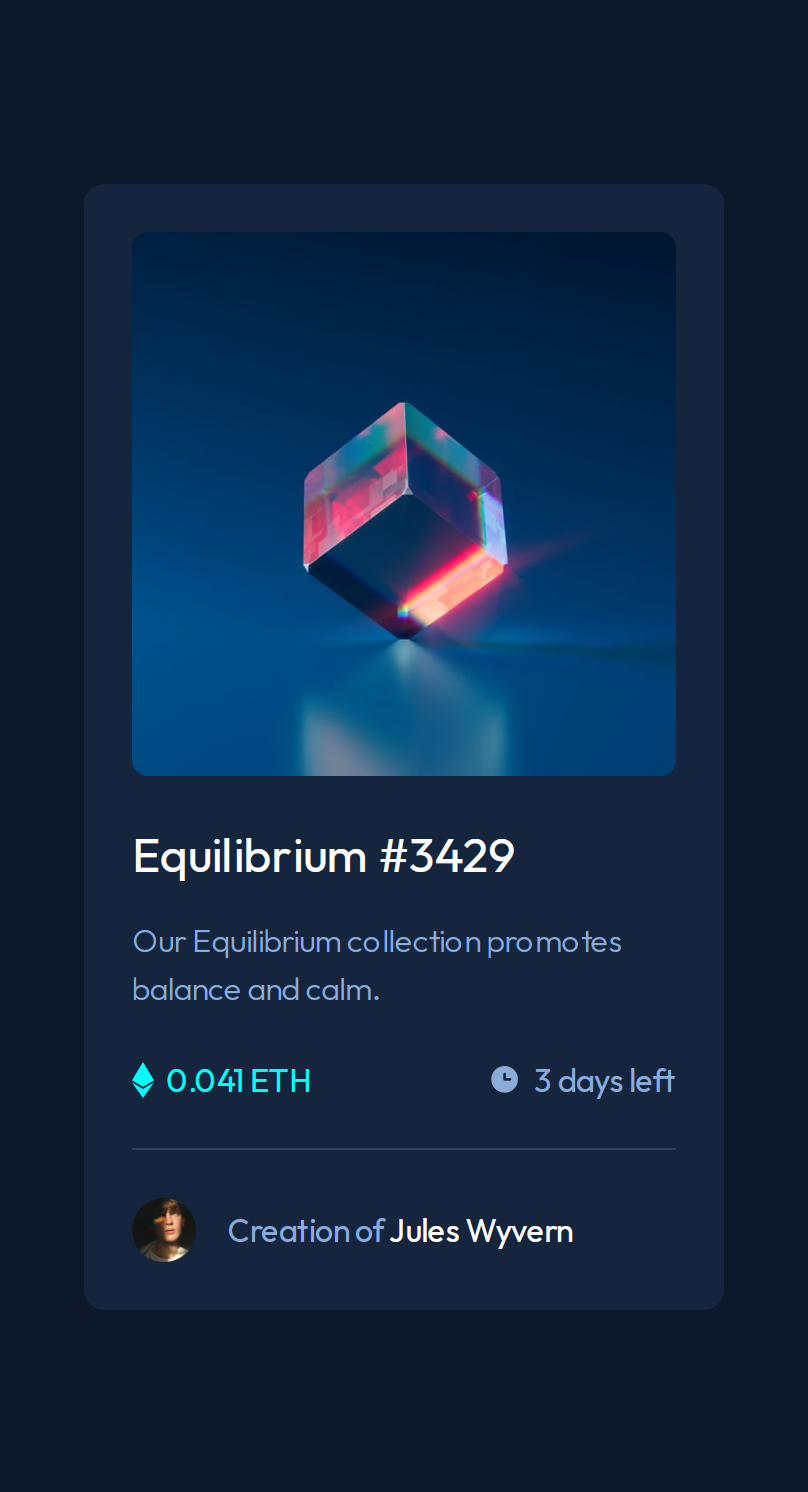 Equilibrium #3429
Our Equilibrium collection promotes
balance and calm.
0.041 ETH
3 days left
Creation of Jules Wyvern